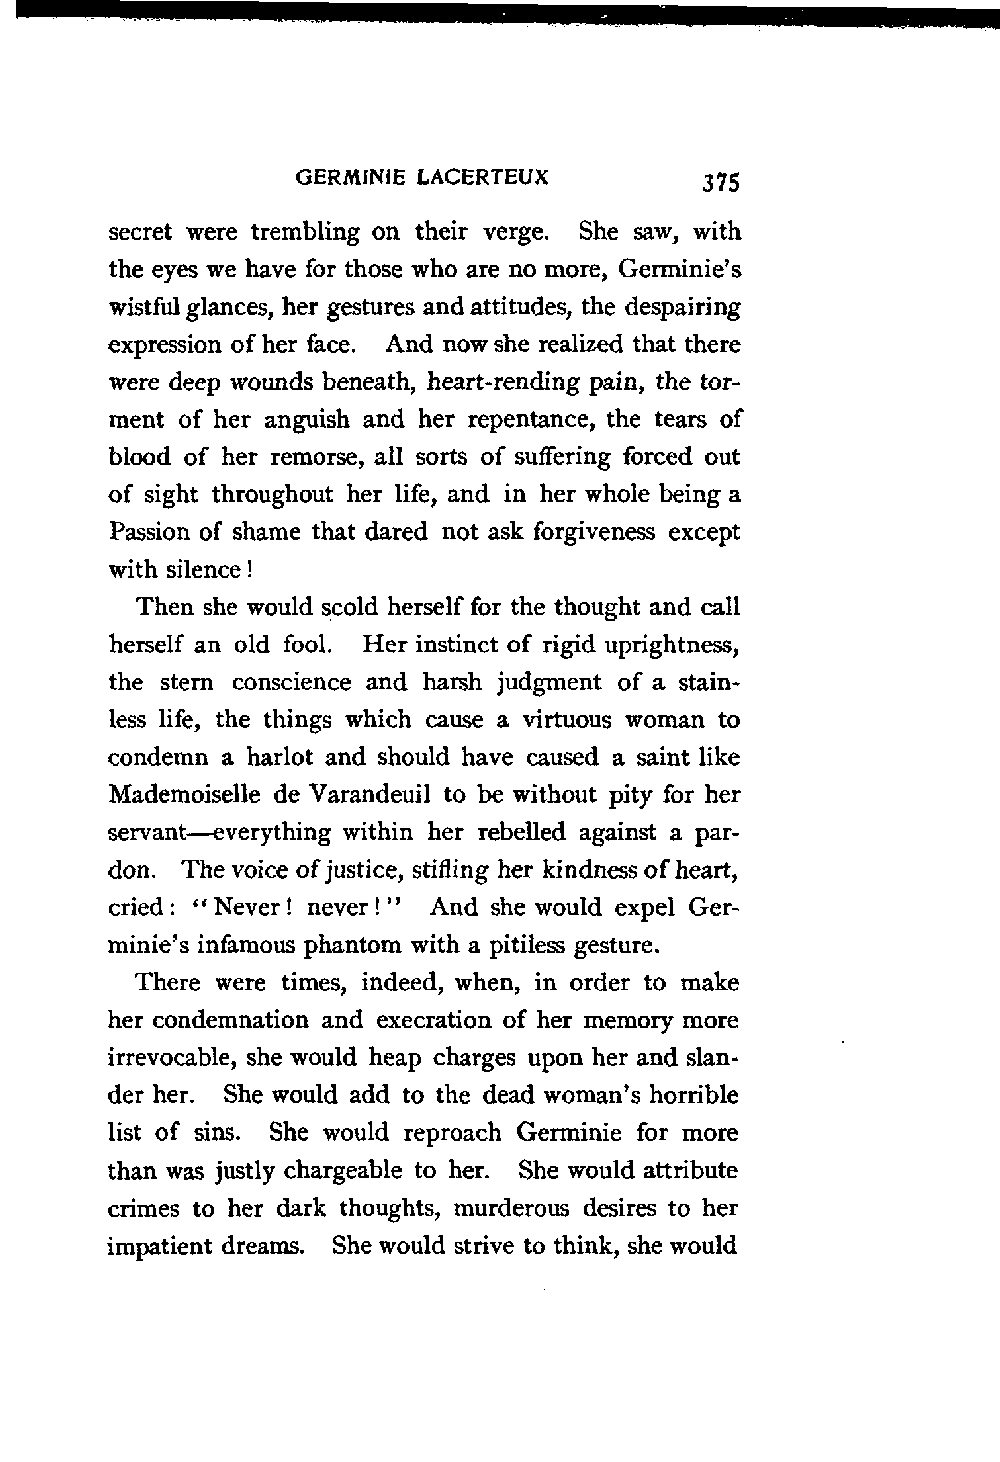 GERMINIE LACERTEUX 375
secret were trembling on their verge. She saw, with
the eyes we have for those who are no more, Germinie's
wistful glances, her gestures and attitudes, the despairing
expression of her face. And now she realized that there
were deep wounds beneath, heart-rending pain, the tor-
ment of her anguish and her repentance, the tears of
blood of her remorse, all sorts of suffering forced out
of sight throughout her life, and in her whole being a
Passion of shame that dared not ask forgiveness except
with silence!
Then she would scold herself for the thought and call
herself an old fool. Her instinct of rigid uprightness,
the stern conscience and harsh judgment of a stain-
less life, the things which cause a virtuous woman to
condemn a harlot and should have caused a saint like
Mademoiselle de Varandeuil to be without pity for her
servant—everything within her rebelled against a par-
don. The voice of justice, stifling her kindness of heart,
cried: "Never! never!" And she would expel Ger-
minie's infamous phantom with a pitiless gesture.
There were times, indeed, when, in order to make
her condemnation and execration of her memory more
irrevocable, she would heap charges upon her and slan-
der her. She would add to the dead woman's horrible
list of sins. She would reproach Germinie for more
than was justly chargeable to her. She would attribute
crimes to her dark thoughts, murderous desires to her
impatient dreams. She would strive to think, she would